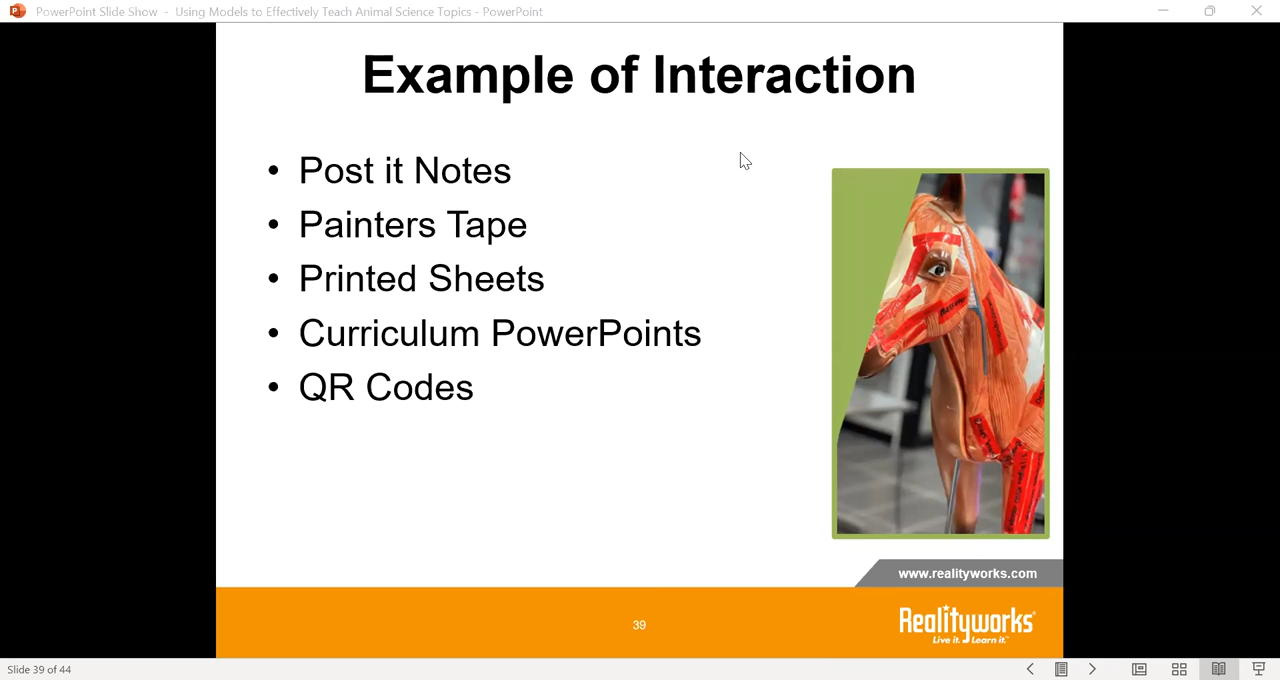 PowerPoint Slide Show - Using Models to Effectively Teach Animal Science Topics - PowerPoint
Example of Interaction
• Post it Notes
• Painters Tape
• Printed Sheets
• Curriculum PowerPoints
• QR Codes
www.realityworks.com
39
Realityworks®
Live it. Learn it.™
Slide 39 of 44